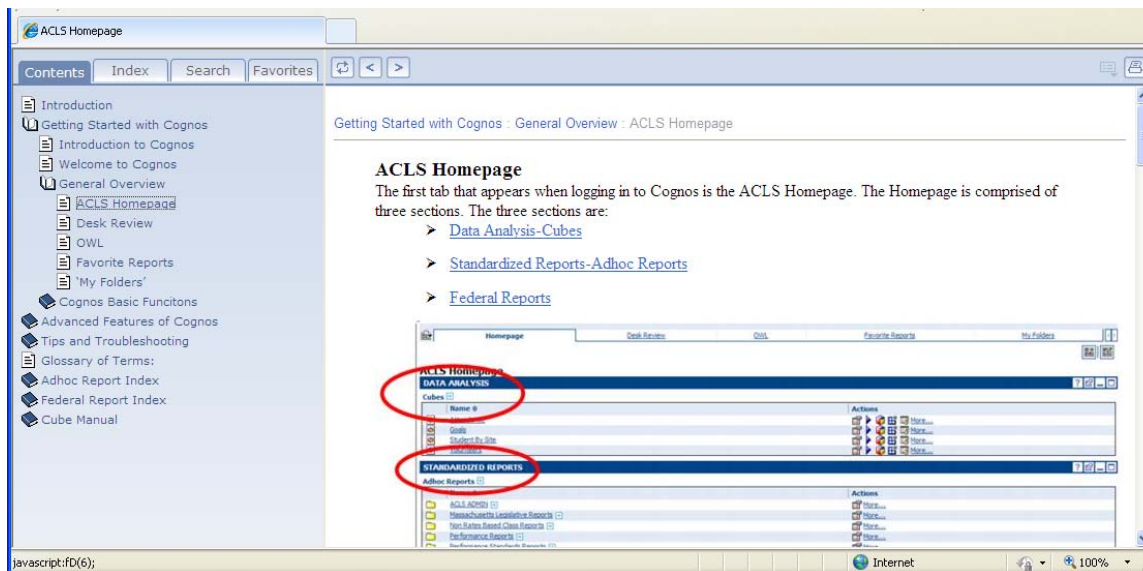 ACLS Homepage
Contents Index Search Favorites
< >
Introduction
Getting Started with Cognos
Introduction to Cognos
Welcome to Cognos
General Overview
ACLS Homepage
Desk Review
OWL
Favorite Reports
'My Folders'
Cognos Basic Funcitons
Advanced Features of Cognos
Tips and Troubleshooting
Glossary of Terms:
Adhoc Report Index
Federal Report Index
Cube Manual
Getting Started with Cognos : General Overview : ACLS Homepage
ACLS Homepage
The first tab that appears when logging in to Cognos is the ACLS Homepage. The Homepage is comprised of
three sections. The three sections are:
➤ Data Analysis-Cubes
➤ Standardized Reports-Adhoc Reports
➤ Federal Reports
Homepage Desk Review OWL Favorite Reports My Folders
ACLS Homepage
DATA ANALYSIS
Cubes
Name Actions
More...
Goals More...
Student By Site More...
More...
STANDARDIZED REPORTS
Adhoc Reports
Actions
ACLS ADMIN More...
Massachusetts Legislative Reports More...
Non Rates Based Class Reports More...
Performance Reports More...
Performance Standards Reports More...
javascript:fD(6); Internet 100%